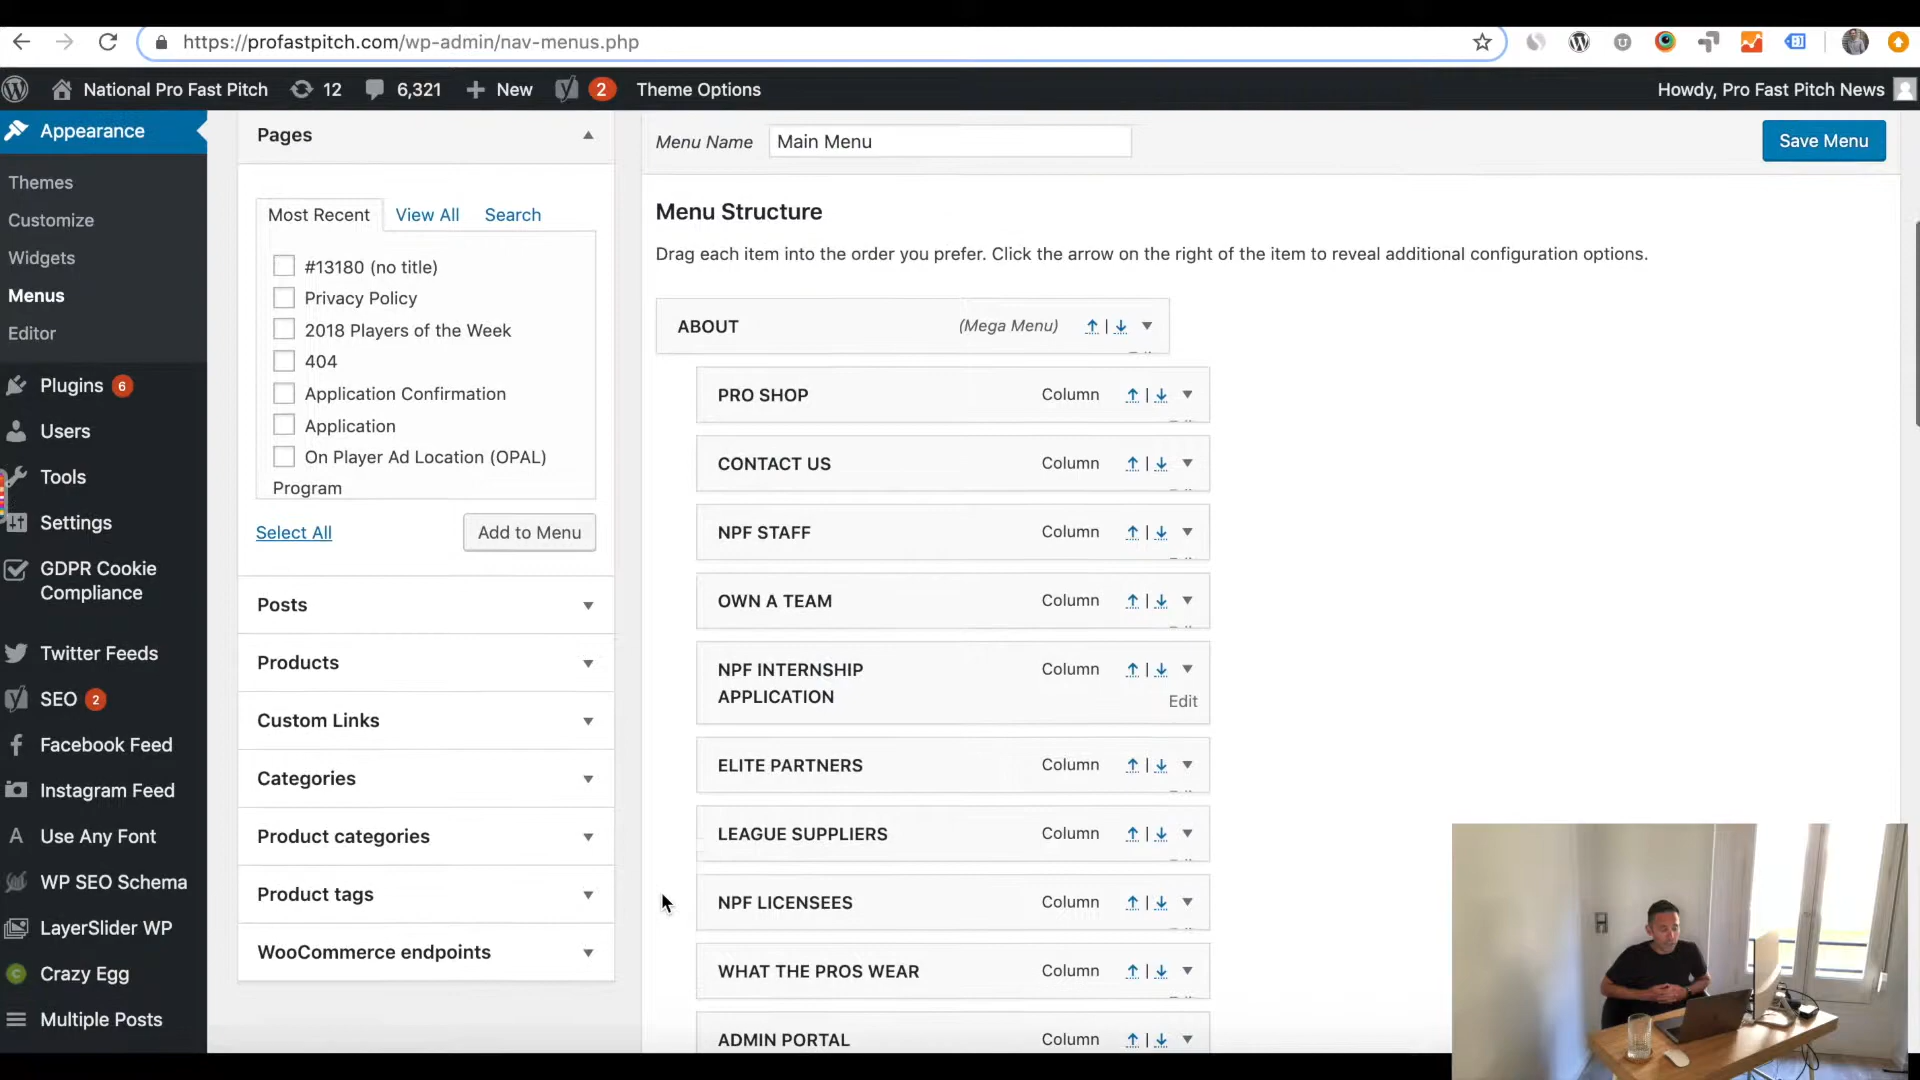 https://profastpitch.com/wp-admin/nav-menus.php
National Pro Fast Pitch
12
6,321
New
2
Theme Options
Howdy, Pro Fast Pitch News
Appearance
Themes
Customize
Widgets
Menus
Editor
Plugins 6
Users
Tools
Settings
GDPR Cookie
Compliance
Twitter Feeds
SEO 2
Facebook Feed
Instagram Feed
Use Any Font
WP SEO Schema
LayerSlider WP
Crazy Egg
Multiple Posts
Pages
Most Recent
View All
Search
#13180 (no title)
Privacy Policy
2018 Players of the Week
404
Application Confirmation
Application
On Player Ad Location (OPAL)
Program
Select All
Add to Menu
Posts
Products
Custom Links
Categories
Product categories
Product tags
WooCommerce endpoints
Menu Name
Main Menu
Save Menu
Menu Structure
Drag each item into the order you prefer. Click the arrow on the right of the item to reveal additional configuration options.
ABOUT (Mega Menu) ↑ | ↓
PRO SHOP Column ↑ | ↓
CONTACT US Column ↑ | ↓
NPF STAFF Column ↑ | ↓
OWN A TEAM Column ↑ | ↓
NPF INTERNSHIP Column ↑ | ↓
APPLICATION Edit
ELITE PARTNERS Column ↑ | ↓
LEAGUE SUPPLIERS Column ↑ | ↓
NPF LICENSEES Column ↑ | ↓
WHAT THE PROS WEAR Column ↑ | ↓
ADMIN PORTAL Column ↑ | ↓